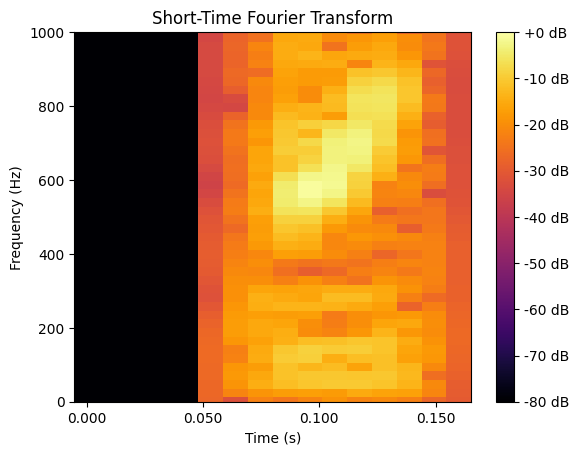 Short-Time Fourier Transform
1000
800
600
400
200
0
Frequency (Hz)
0.000
0.050
0.100
0.150
Time (s)
+0 dB
-10 dB
-20 dB
-30 dB
-40 dB
-50 dB
-60 dB
-70 dB
-80 dB